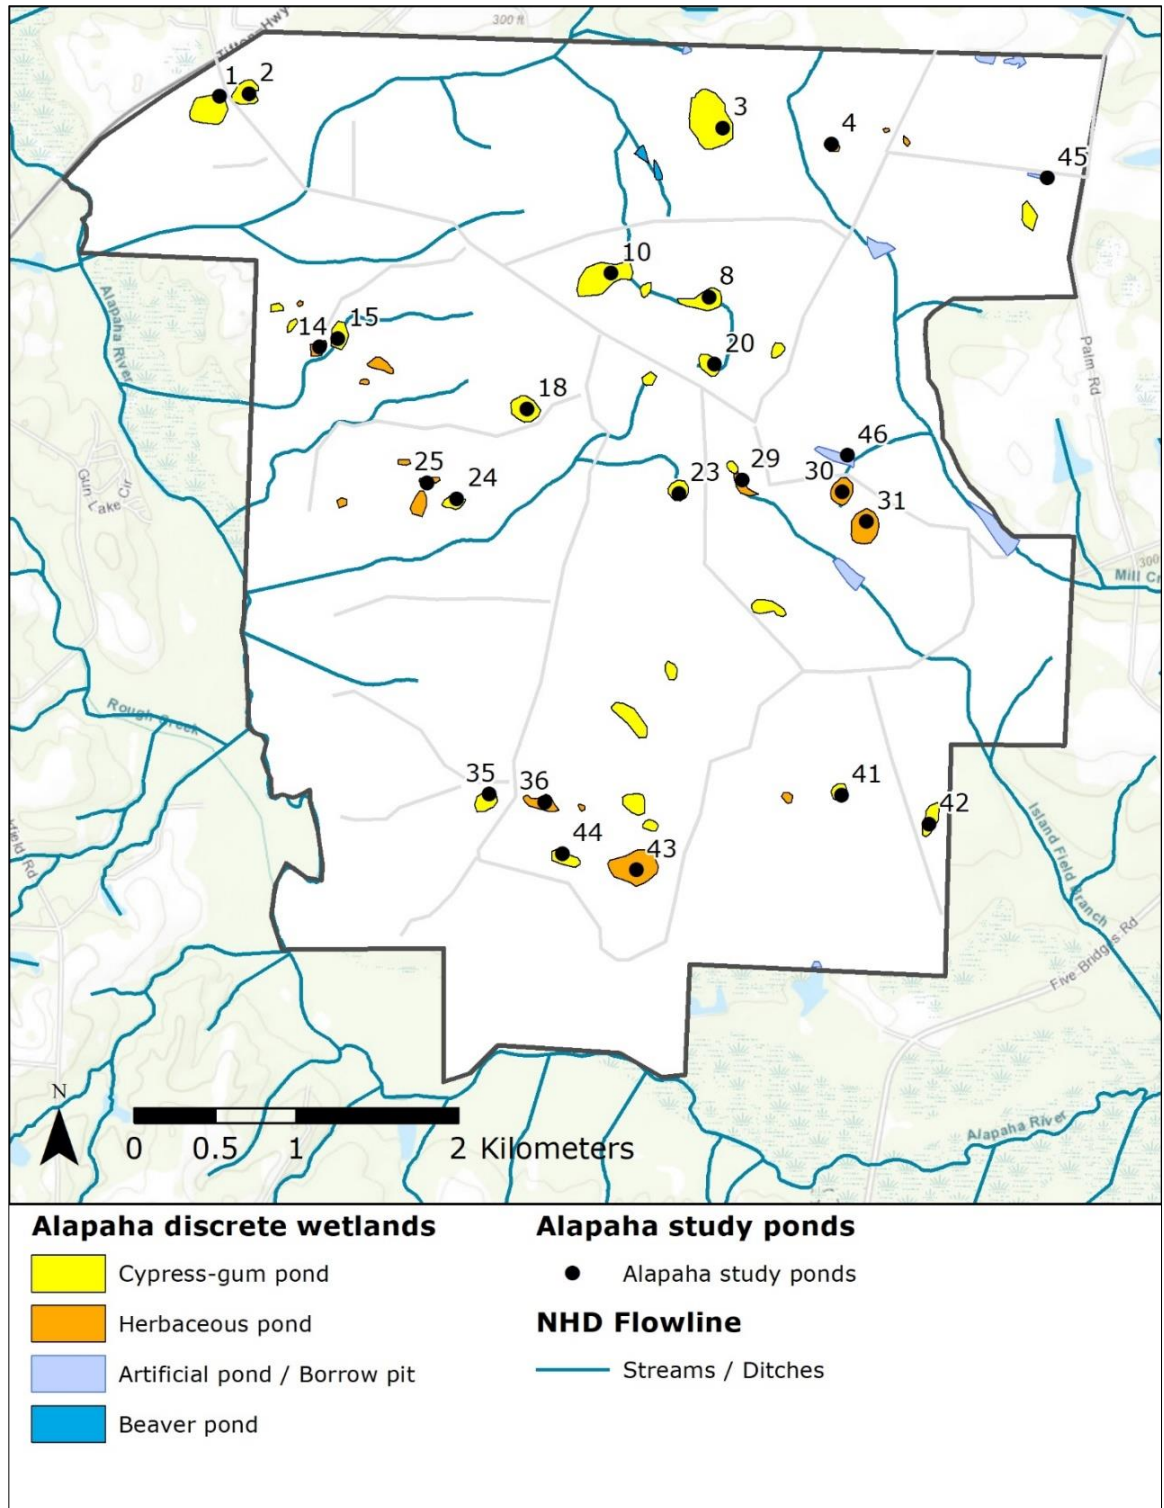 300 ft
Tifton Hwy
1
2
3
4
45
10
8
Alapaha River
14
15
20
Palm Rd
18
46
25
24
23
29
30
31
Gun Lake Cir
300
Mill Cr
Rough Creek
35
36
41
42
44
43
Island Field Branch
field Rd
Five Bridges Rd
N
0 0.5 1 2 Kilometers
Alapaha River
Alapaha discrete wetlands
Cypress-gum pond
Herbaceous pond
Artificial pond / Borrow pit
Beaver pond
Alapaha study ponds
Alapaha study ponds
NHD Flowline
Streams / Ditches